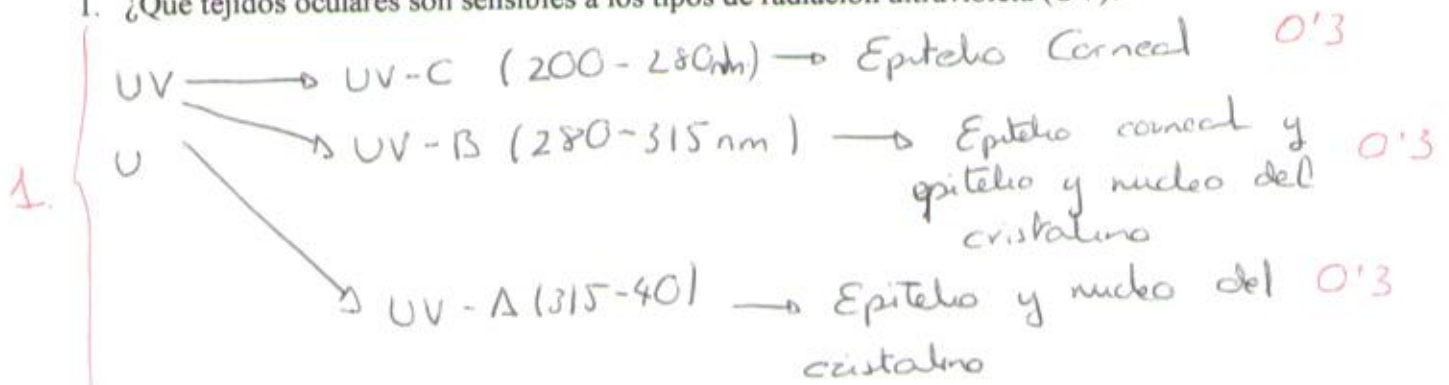 1. ¿Qué tejidos oculares son sensibles a los tipos de radiación ultravioleta (UV)?
UV → UV-C (200-280nm) → Epitelio Corneal 0'3
UV-B (280-315nm) → Epitelio corneal y 0'3
epitelio y nucleo del
cristalino
U
1.
UV-A (315-40) → Epitelio y nucleo del 0'3
cristalino